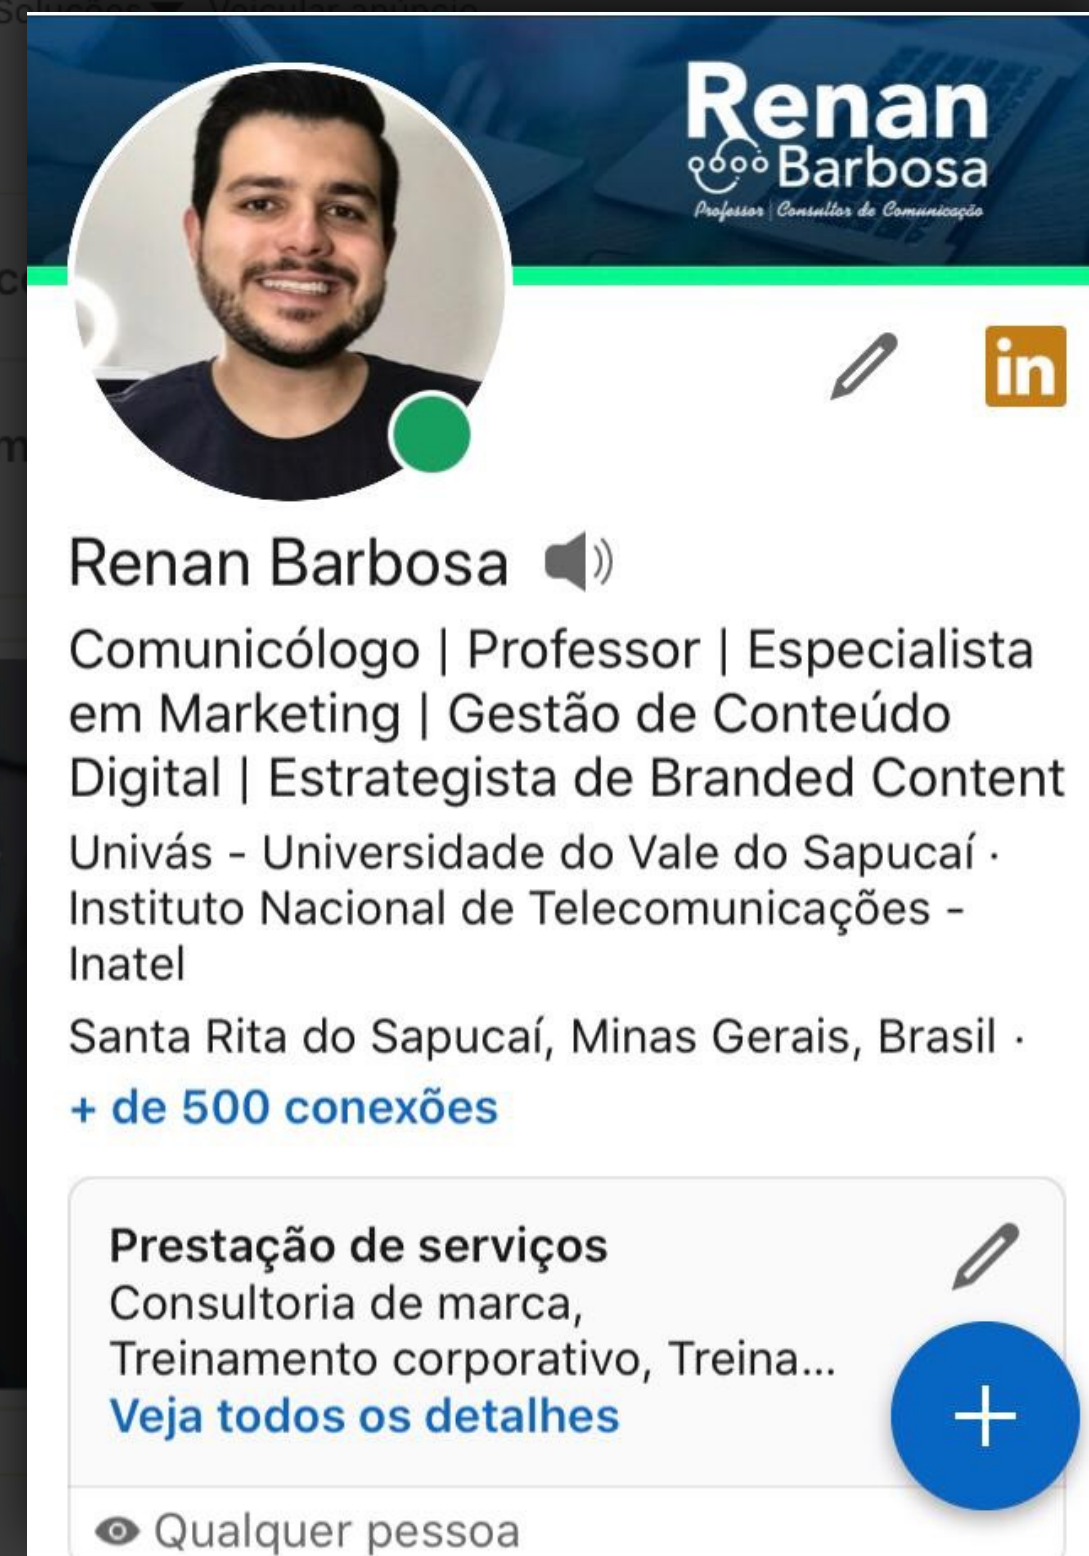 Soluções Veicular anúncio
Renan
Barbosa
Professor | Consultor de Comunicação
in
Renan Barbosa
Comunicólogo | Professor | Especialista
em Marketing | Gestão de Conteúdo
Digital | Estrategista de Branded Content
Univás - Universidade do Vale do Sapucaí ·
Instituto Nacional de Telecomunicações -
Inatel
Santa Rita do Sapucaí, Minas Gerais, Brasil ·
+ de 500 conexões
Prestação de serviços
Consultoria de marca,
Treinamento corporativo, Treina...
Veja todos os detalhes
Qualquer pessoa